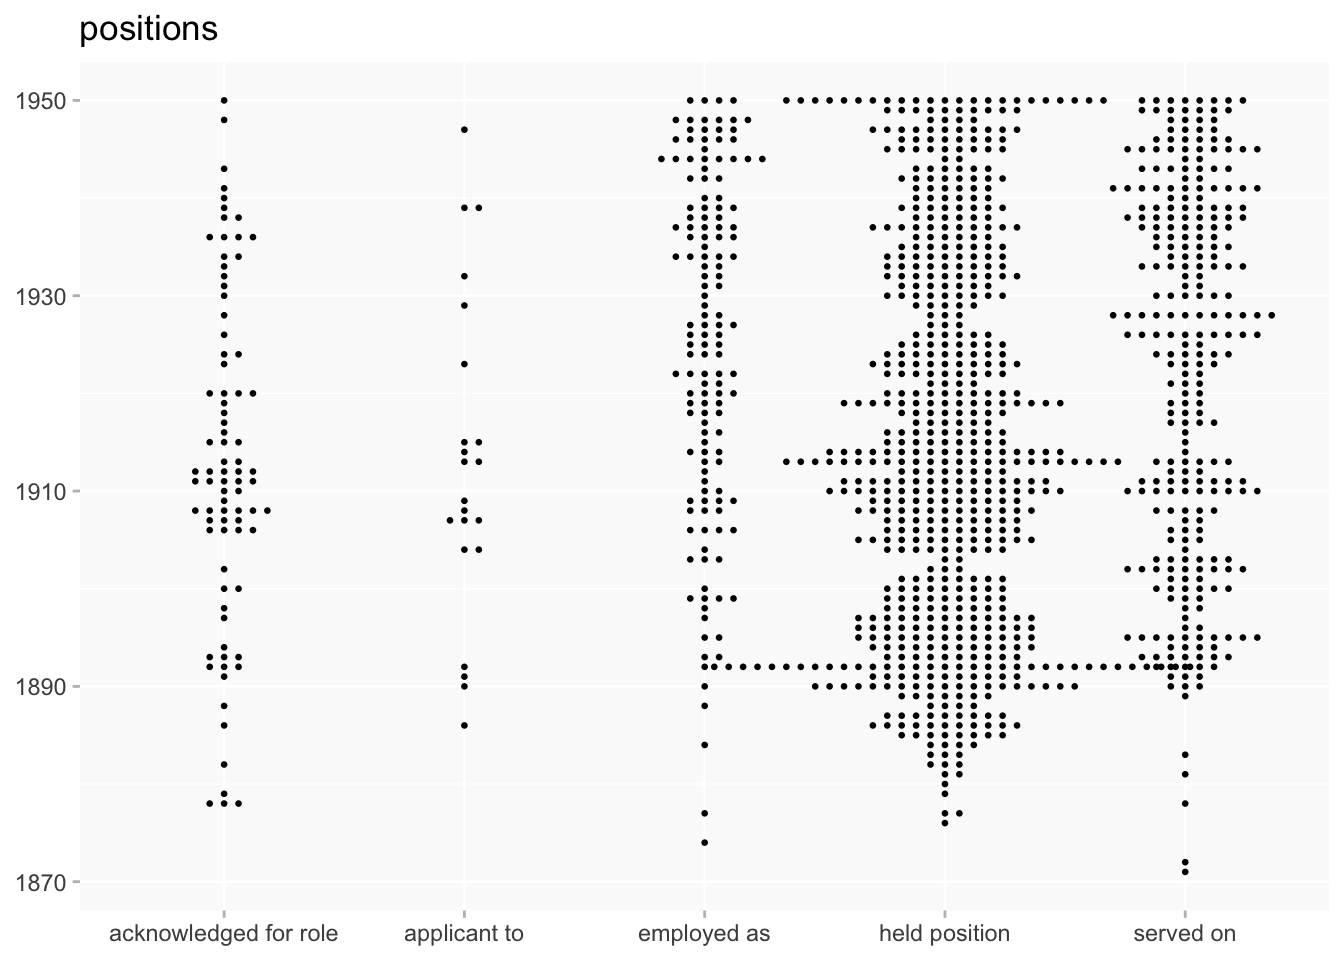 positions
1950
1930
1910
1890
1870
acknowledged for role
applicant to
employed as
held position
served on